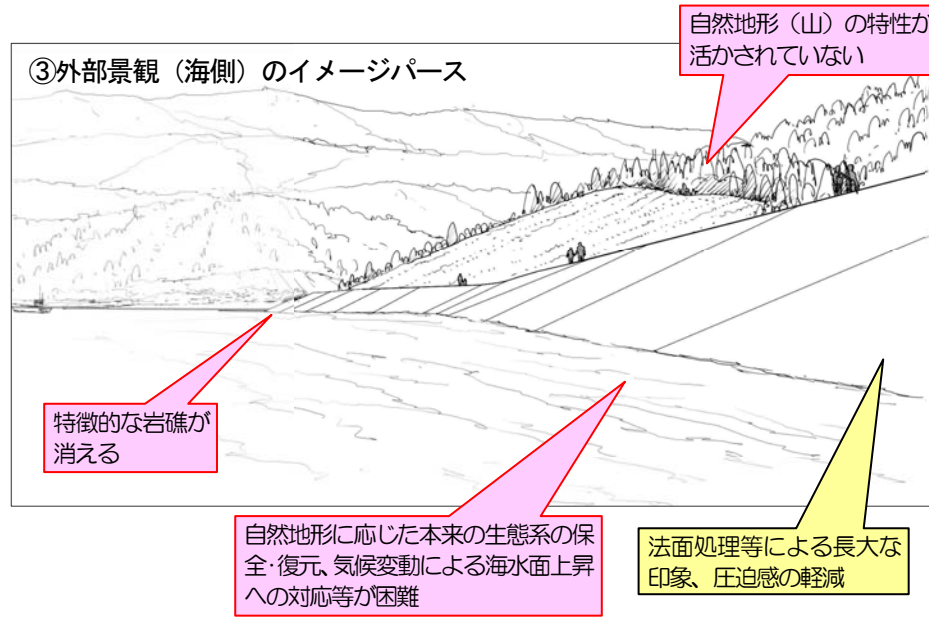 自然地形（山）の特性が
活かされていない
③外部景観（海側）のイメージパース
特徴的な岩礁が
消える
自然地形に応じた本来の生態系の保
全･復元、気候変動による海水面上昇
への対応等が困難
法面処理等による長大な
印象、圧迫感の軽減